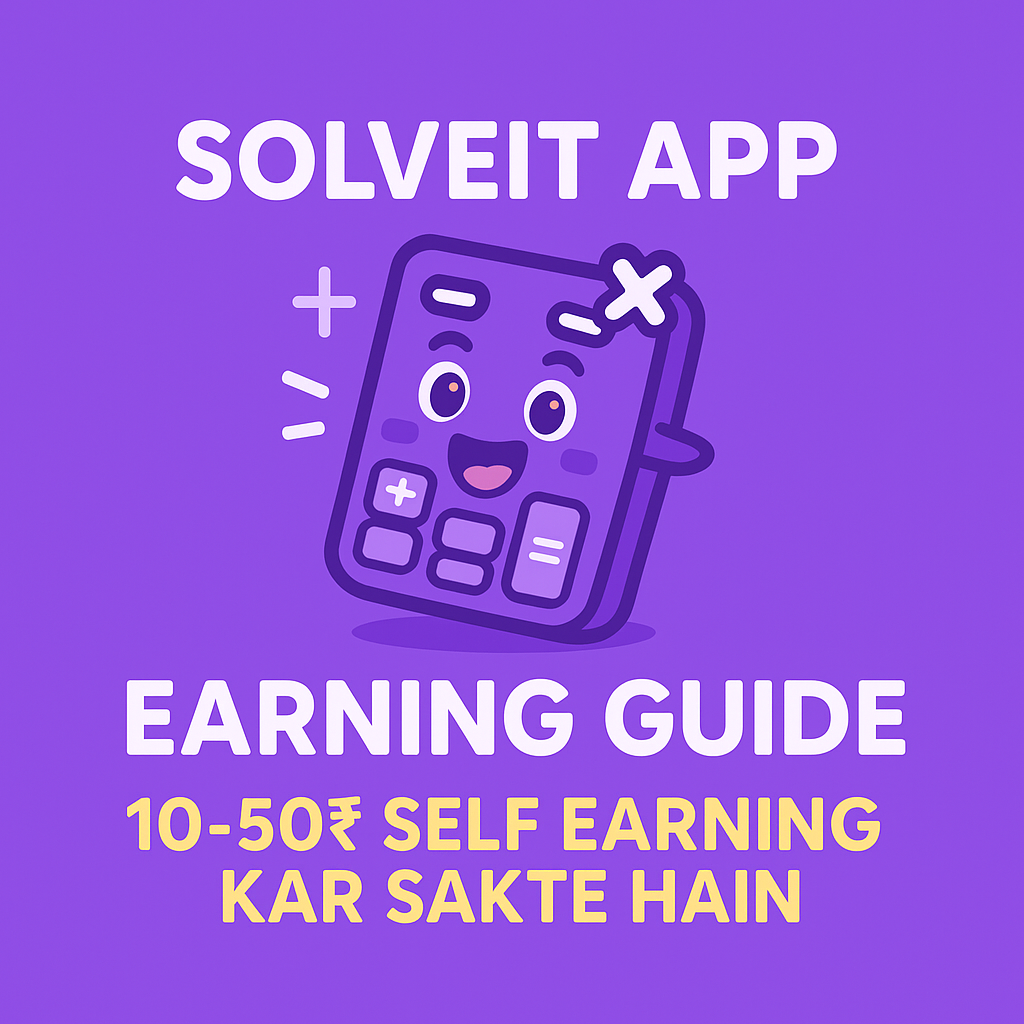 SOLVEIT APP
EARNING GUIDE
10-50₹ SELF EARNING
KAR SAKTE HAIN